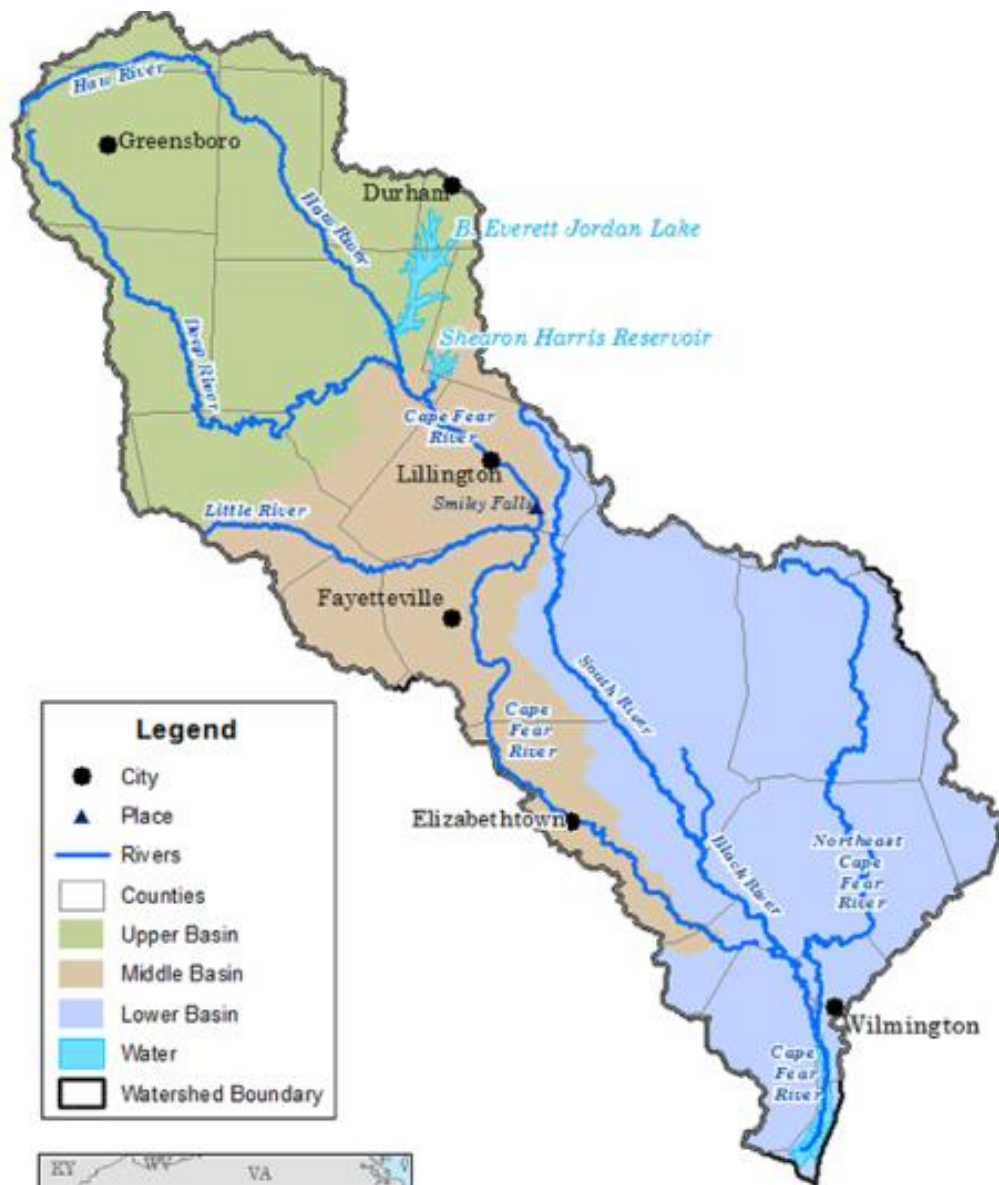 Haw River
Greensboro
Durham
Haw River
B. Everett Jordan Lake
Shearon Harris Reservoir
Deep River
Cape Fear
River
Lillington
Smiley Falls
Little River
Fayetteville
South River
Cape
Fear
River
Elizabethtown
Black River
Northeast
Cape
Fear
River
Wilmington
Cape
Fear
River
Legend
City
Place
Rivers
Counties
Upper Basin
Middle Basin
Lower Basin
Water
Watershed Boundary
KY
WV
VA